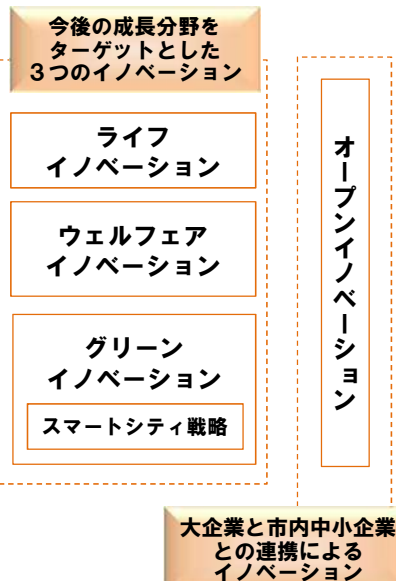 今後の成長分野を
ターゲットとした
３つのイノベーション
ライフ
イノベーション
ウェルフェア
イノベーション
グリーン
イノベーション
スマートシティ戦略
オープンイノベーション
大企業と市内中小企業
との連携による
イノベーション